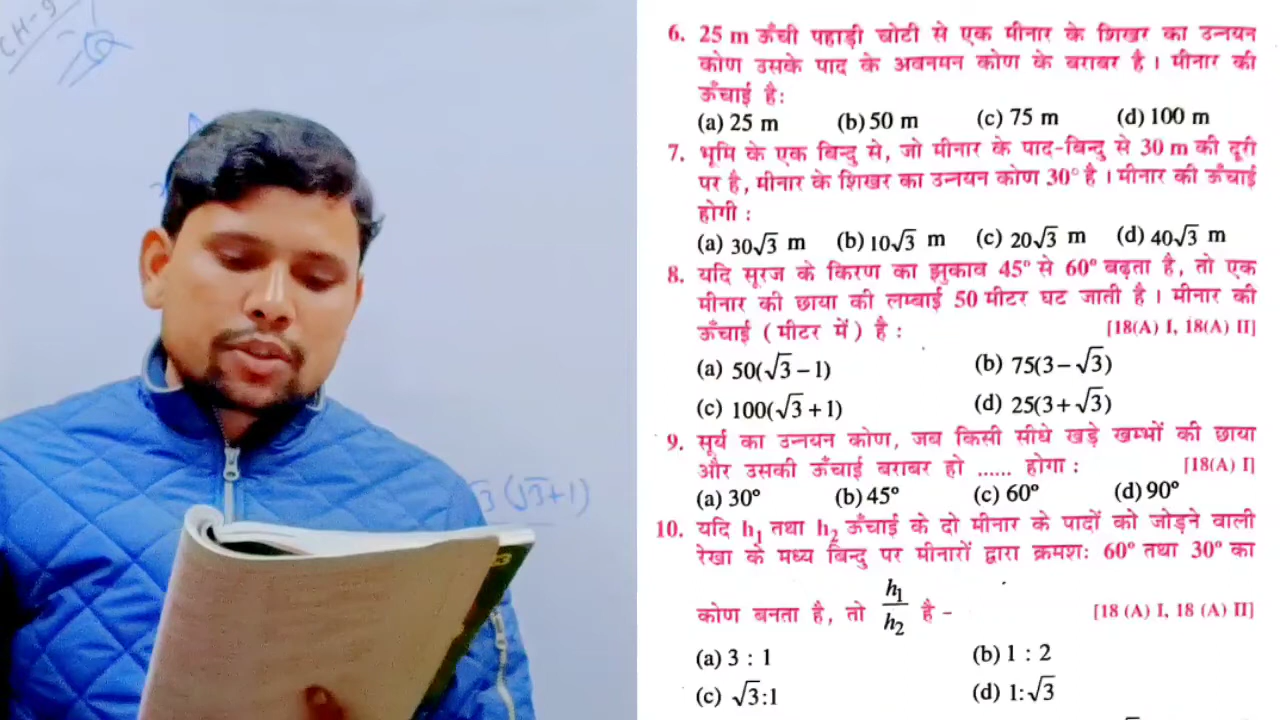 CH-9
√3 (√3+1)
6. 25 m ऊँची पहाड़ी चोटी से एक मीनार के शिखर का उन्नयन
कोण उसके पाद के अवनमन कोण के बराबर है। मीनार की
ऊँचाई है:
(a) 25 m (b) 50 m (c) 75 m (d) 100 m
7. भूमि के एक बिन्दु से, जो मीनार के पाद-बिन्दु से 30 m की दूरी
पर है, मीनार के शिखर का उन्नयन कोण 30° है। मीनार की ऊँचाई
होगी :
(a) 30√3 m (b) 10√3 m (c) 20√3 m (d) 40√3 m
8. यदि सूरज के किरण का झुकाव 45° से 60° बढ़ता है, तो एक
मीनार की छाया की लम्बाई 50 मीटर घट जाती है। मीनार की
ऊँचाई (मीटर में) है : [18(A) I, 18(A) II]
(a) 50(√3 – 1) (b) 75(3 – √3)
(c) 100(√3 + 1) (d) 25(3 + √3)
9. सूर्य का उन्नयन कोण, जब किसी सीधे खड़े खम्भों की छाया
और उसकी ऊँचाई बराबर हो ...... होगा : [18(A) I]
(a) 30° (b) 45° (c) 60° (d) 90°
10. यदि h₁ तथा h₂ ऊँचाई के दो मीनार के पादों को जोड़ने वाली
रेखा के मध्य बिन्दु पर मीनारों द्वारा क्रमशः 60° तथा 30° का
कोण बनता है, तो h₁/h₂ है – [18 (A) I, 18 (A) II]
(a) 3 : 1 (b) 1 : 2
(c) √3:1 (d) 1:√3